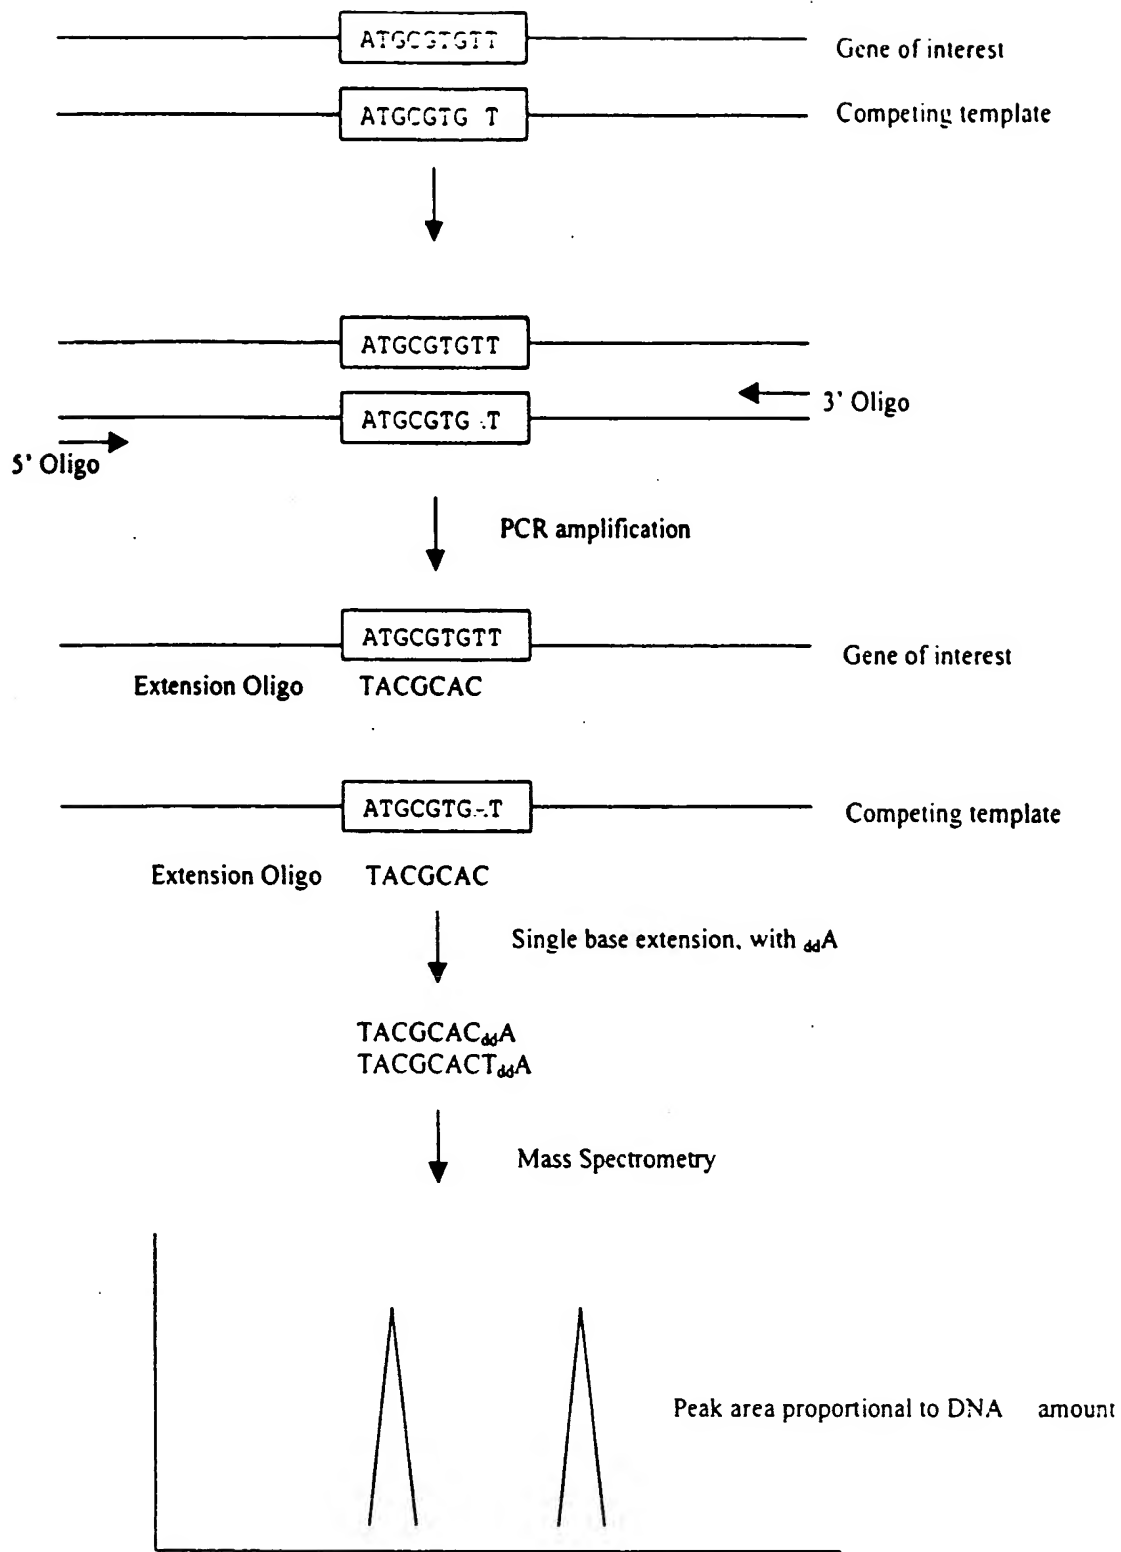 ATGCGTGTT
Gene of interest
ATGCGTG T
Competing template
ATGCGTGTT
ATGCGTG T
3' Oligo
5' Oligo
PCR amplification
ATGCGTGTT
Gene of interest
Extension Oligo TACGCAC
ATGCGTG T
Competing template
Extension Oligo TACGCAC
Single base extension, with ddA
TACGCACddA
TACGCACTddA
Mass Spectrometry
Peak area proportional to DNA amount